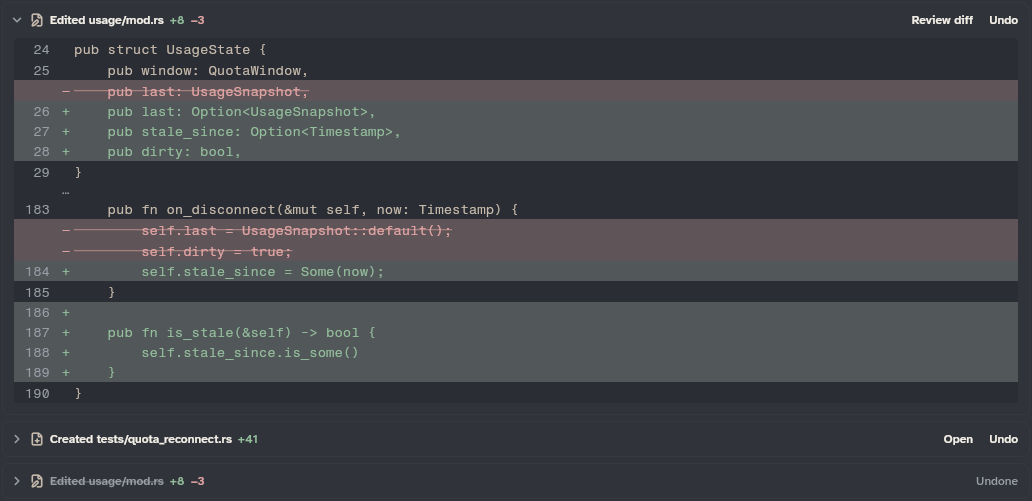 Edited usage/mod.rs +8 −3 Review diff Undo
24 pub struct UsageState {
25 pub window: QuotaWindow,
− pub last: UsageSnapshot,
26 + pub last: Option<UsageSnapshot>,
27 + pub stale_since: Option<Timestamp>,
28 + pub dirty: bool,
29 }
…
183 pub fn on_disconnect(&mut self, now: Timestamp) {
− self.last = UsageSnapshot::default();
− self.dirty = true;
184 + self.stale_since = Some(now);
185 }
186 +
187 + pub fn is_stale(&self) -> bool {
188 + self.stale_since.is_some()
189 + }
190 }
Created tests/quota_reconnect.rs +41 Open Undo
Edited usage/mod.rs +8 −3 Undone